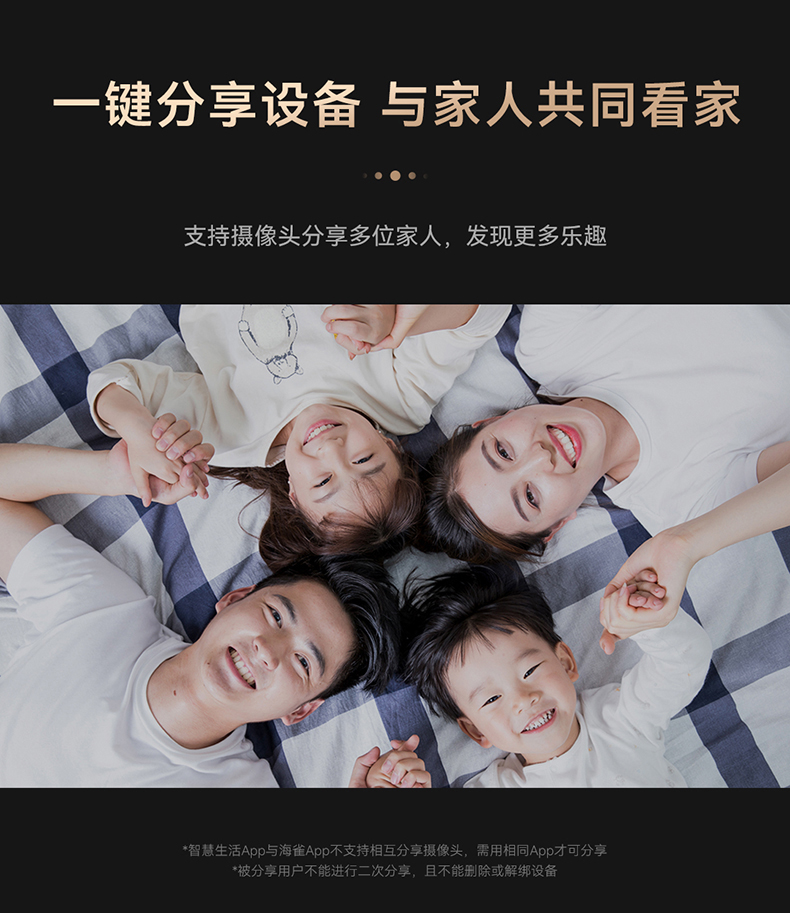 一键分享设备 与家人共同看家
支持摄像头分享多位家人，发现更多乐趣
*智慧生活App与海雀App不支持相互分享摄像头，需用相同App才可分享
*被分享用户不能进行二次分享，且不能删除或解绑设备